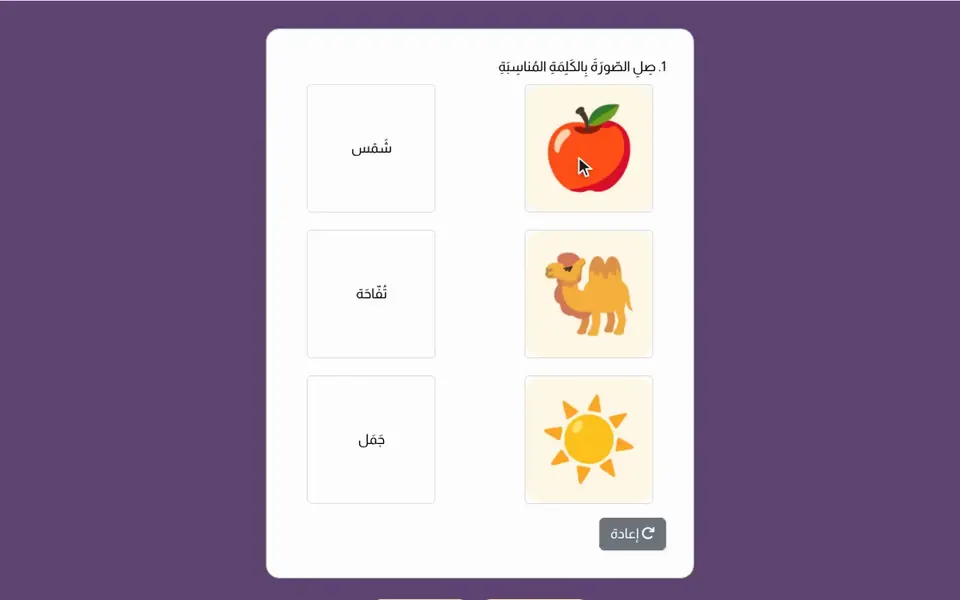 1. صِلِ الصّورَةَ بِالكَلِمَةِ المُناسِبَةِ
شَمْس
تُفّاحَة
جَمَل
إعادة